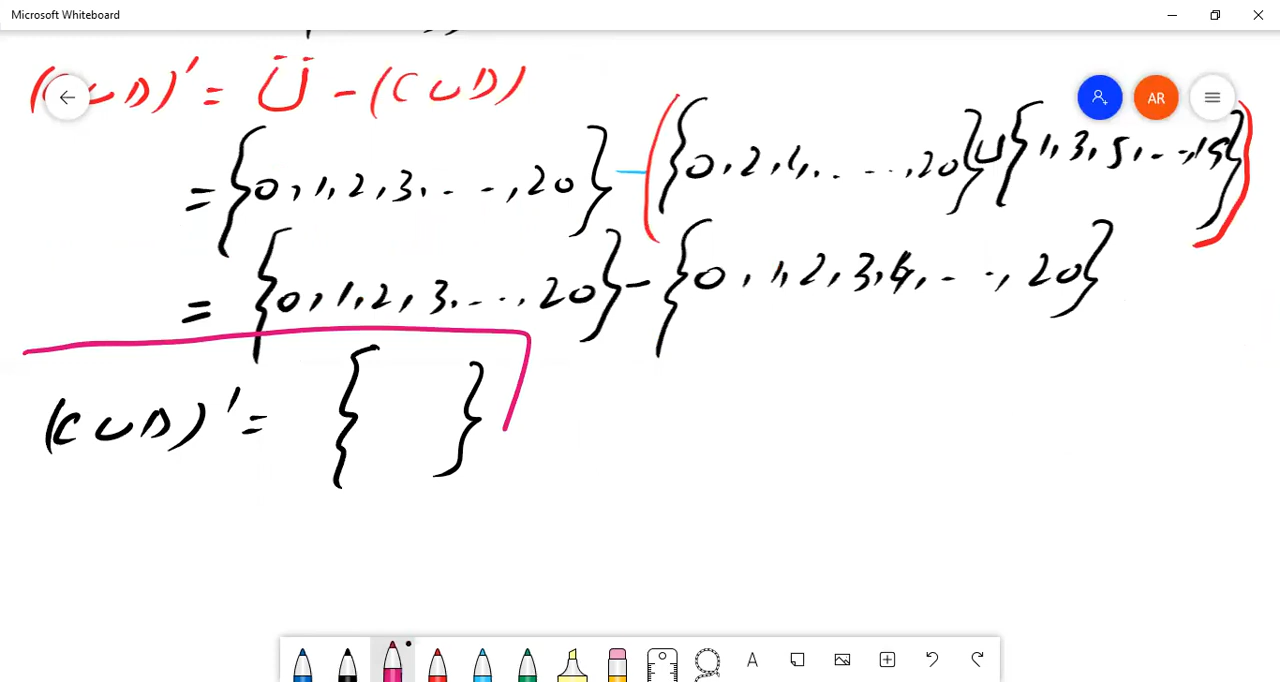 Microsoft Whiteboard
(C∪D)' = Ü - (C∪D)
AR
= {0, 1, 2, 3, ..., 20} - ({0, 2, 4, ..., 20} ∪ {1, 3, 5, ..., 19})
= {0, 1, 2, 3, ..., 20} - {0, 1, 2, 3, 4, ..., 20}
(C∪D)' = { }
A